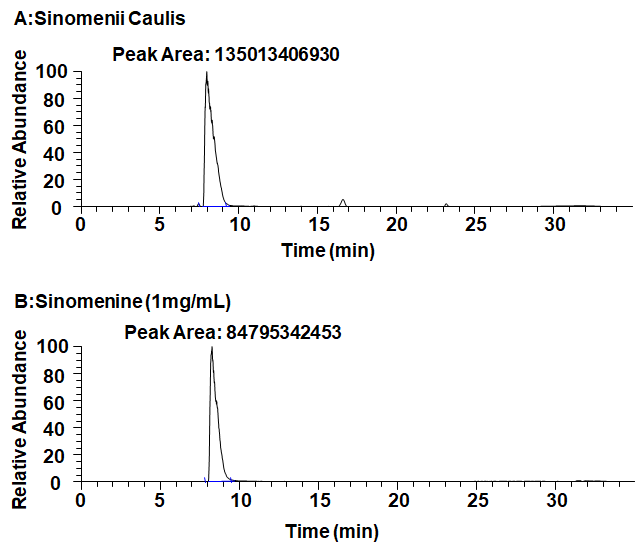 A:Sinomenii Caulis
Peak Area: 135013406930
Relative Abundance
100
80
60
40
20
0
0 5 10 15 20 25 30
Time (min)
B:Sinomenine (1mg/mL)
Peak Area: 84795342453
Relative Abundance
100
80
60
40
20
0
0 5 10 15 20 25 30
Time (min)